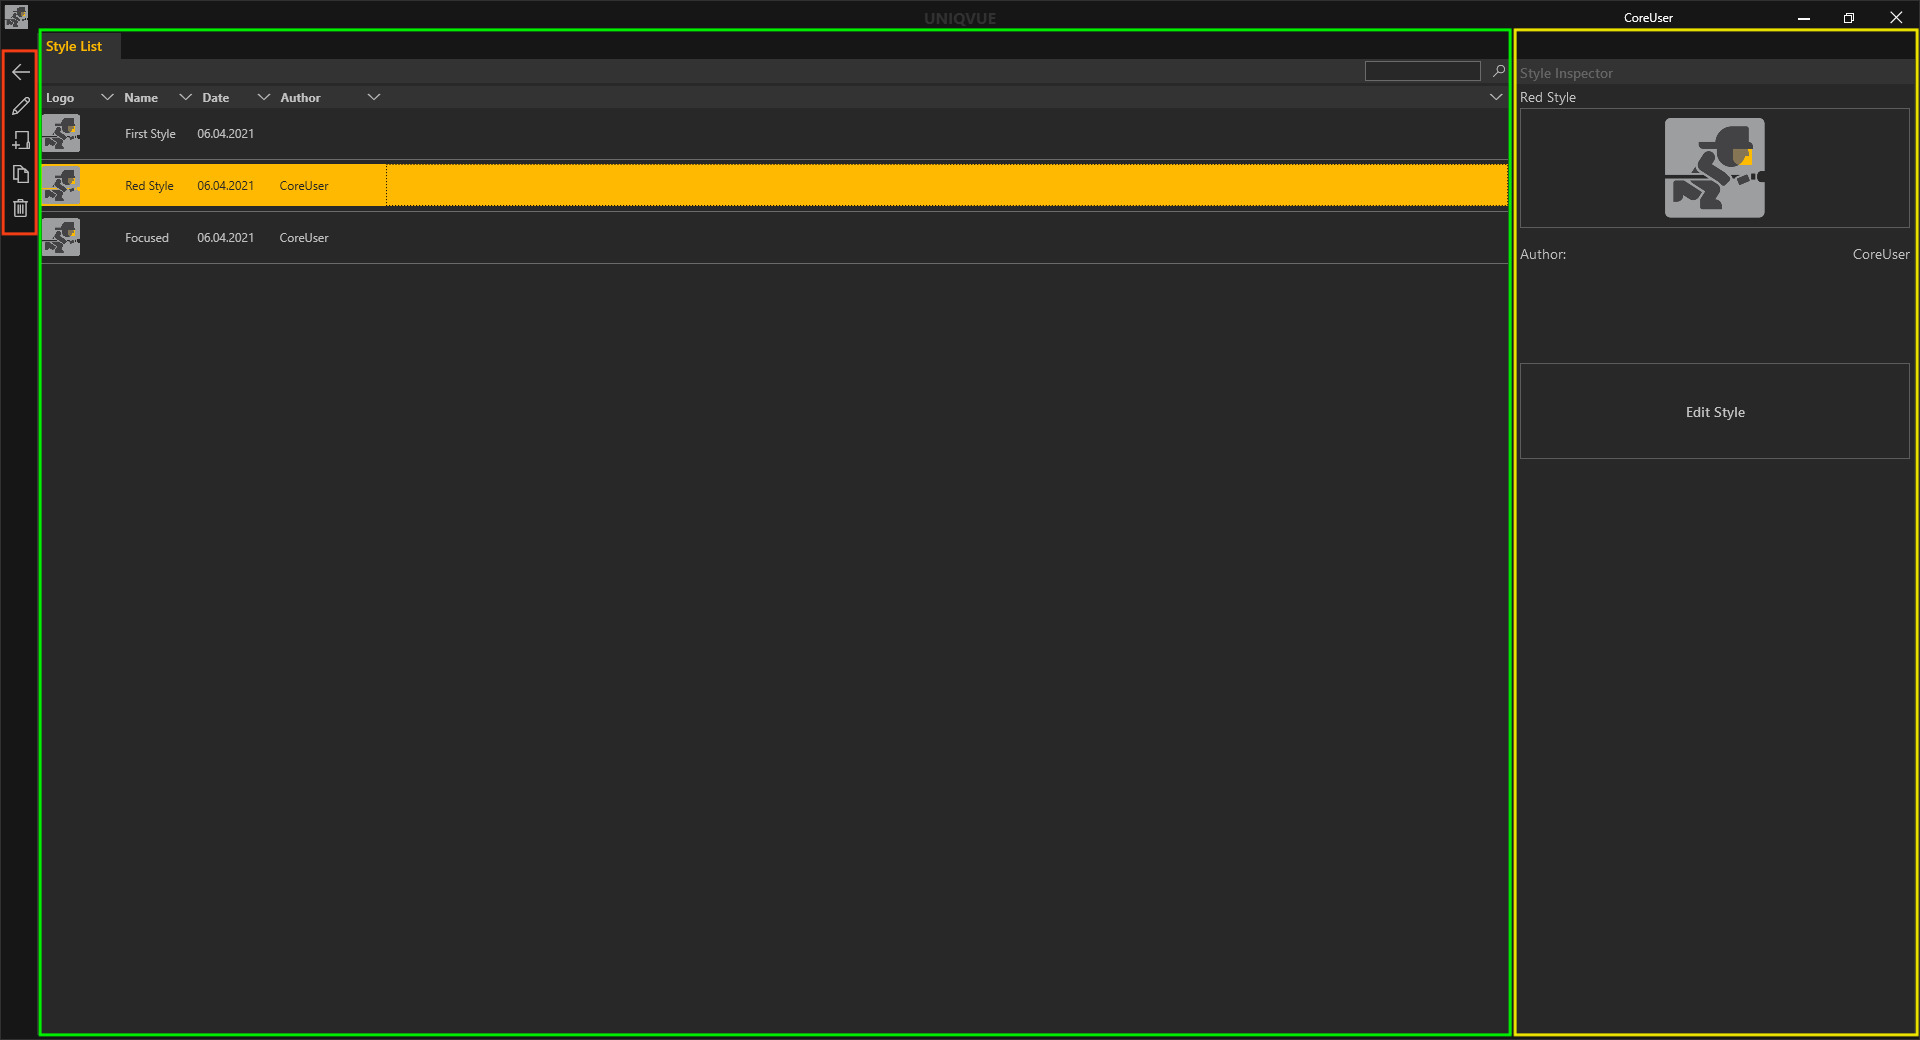 UNIQVUE
CoreUser
Style List
Style Inspector
Logo Name Date Author
Red Style
First Style 06.04.2021
Red Style 06.04.2021 CoreUser
Focused 06.04.2021 CoreUser
Author: CoreUser
Edit Style